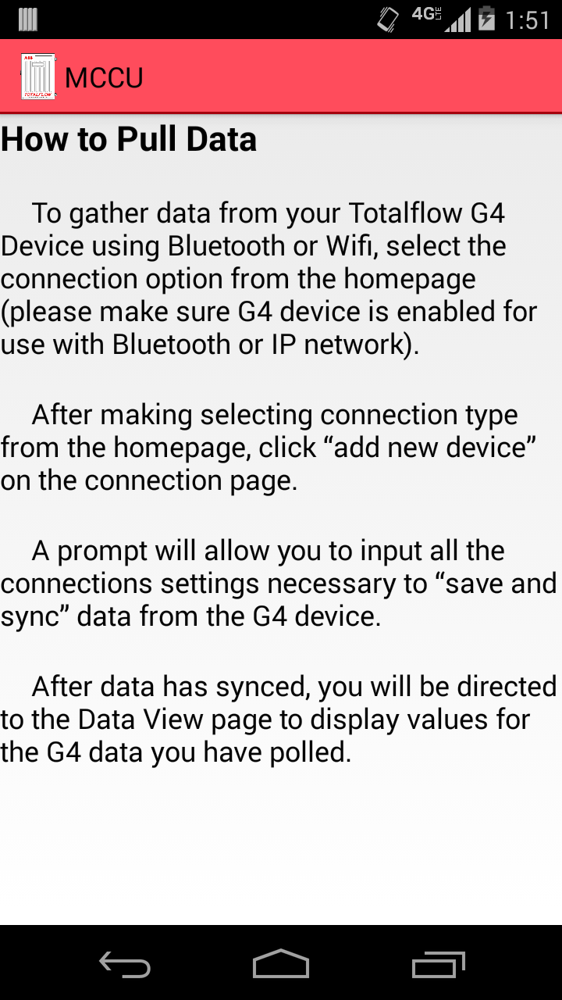 4G LTE 1:51
ABB
TOTALFLOW
MCCU
How to Pull Data
To gather data from your Totalflow G4
Device using Bluetooth or Wifi, select the
connection option from the homepage
(please make sure G4 device is enabled for
use with Bluetooth or IP network).
After making selecting connection type
from the homepage, click “add new device”
on the connection page.
A prompt will allow you to input all the
connections settings necessary to “save and
sync” data from the G4 device.
After data has synced, you will be directed
to the Data View page to display values for
the G4 data you have polled.